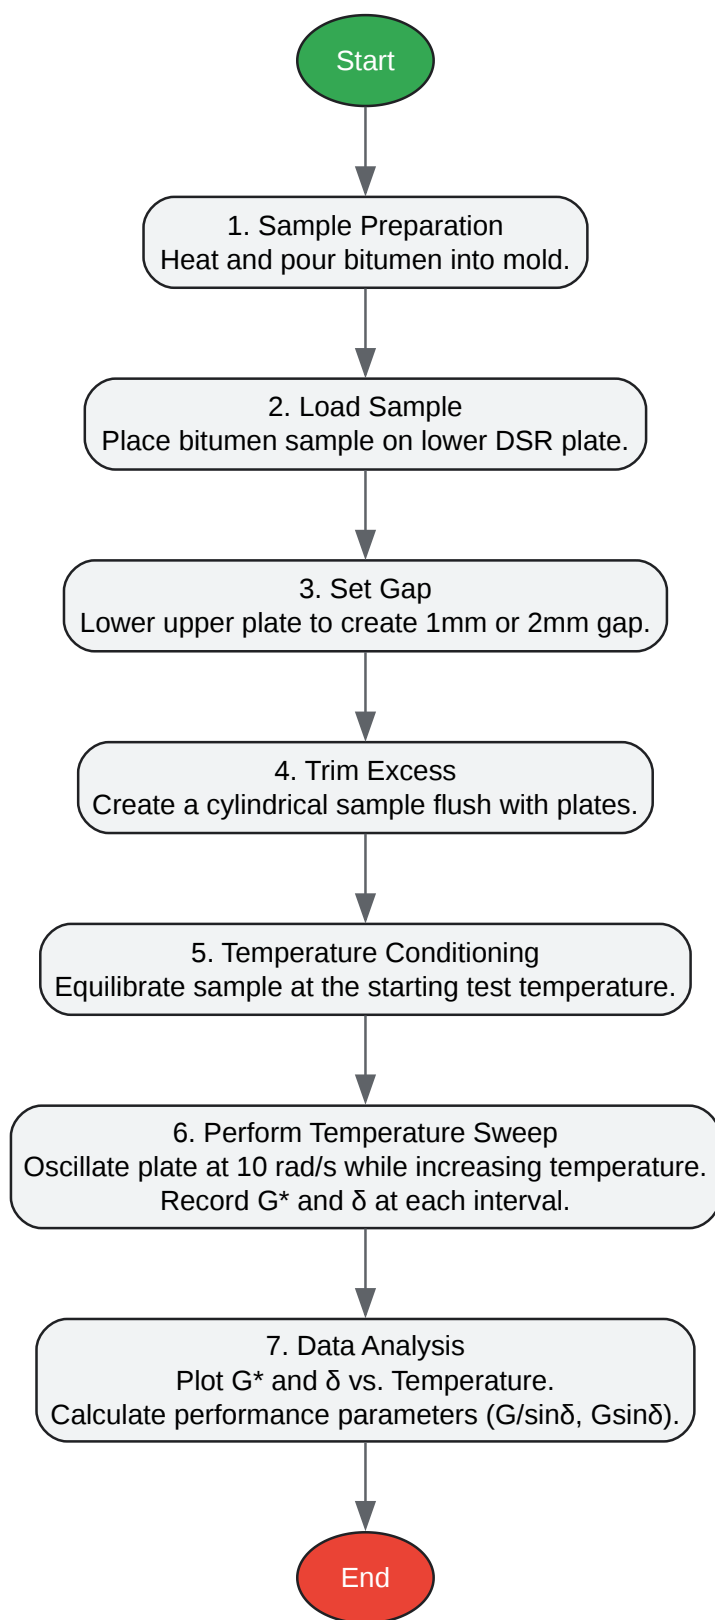 Start
1. Sample Preparation
Heat and pour bitumen into mold.
2. Load Sample
Place bitumen sample on lower DSR plate.
3. Set Gap
Lower upper plate to create 1mm or 2mm gap.
4. Trim Excess
Create a cylindrical sample flush with plates.
5. Temperature Conditioning
Equilibrate sample at the starting test temperature.
6. Perform Temperature Sweep
Oscillate plate at 10 rad/s while increasing temperature.
Record G* and δ at each interval.
7. Data Analysis
Plot G* and δ vs. Temperature.
Calculate performance parameters (G/sinδ, Gsinδ).
End